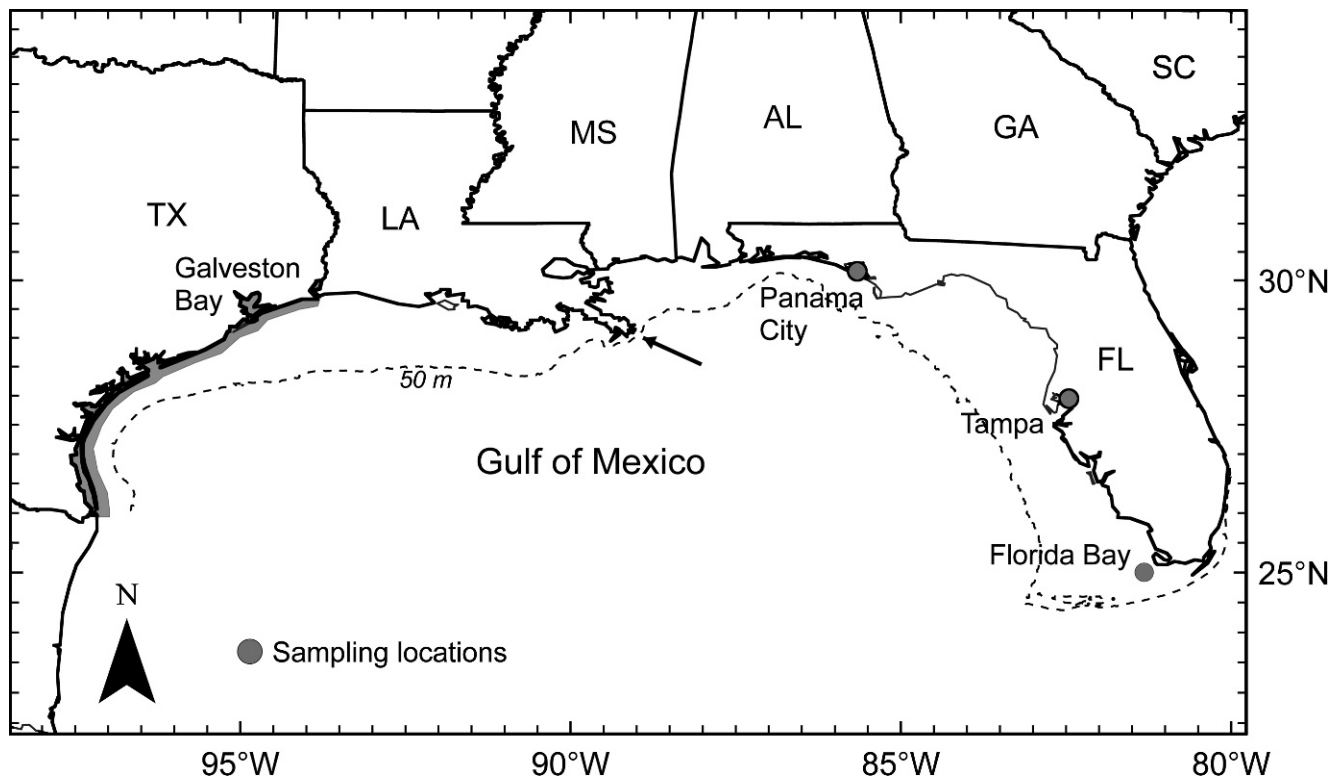 SC
MS
AL
GA
TX
LA
Galveston
Bay
30°N
Panama
City
FL
50 m
Tampa
Gulf of Mexico
Florida Bay
25°N
N
Sampling locations
95°W
90°W
85°W
80°W